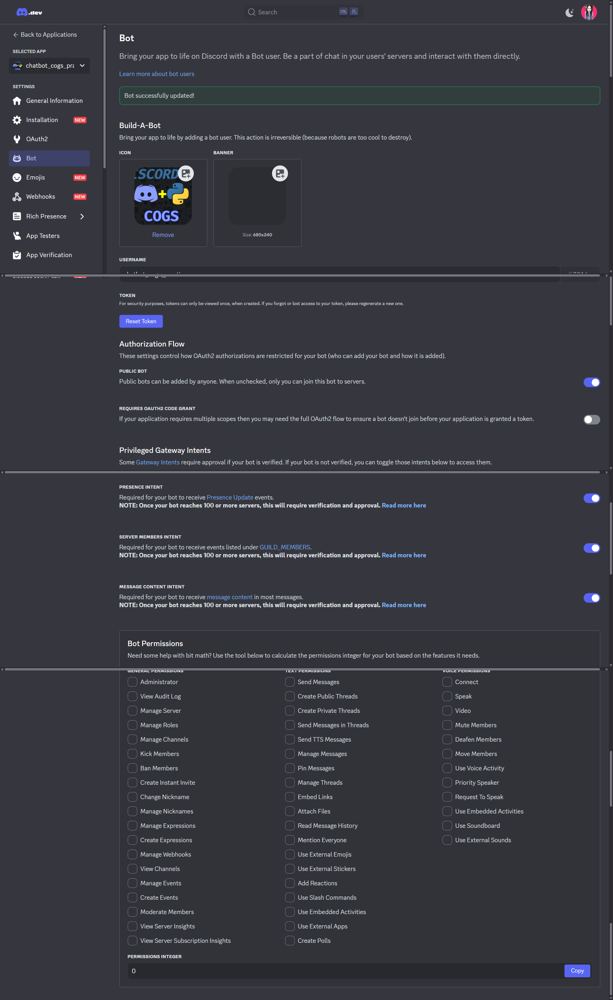 .dev
Search
CTRL K
Back to Applications
SELECTED APP
chatbot_cogs_pra
SETTINGS
General Information
Installation NEW
OAuth2
Bot
Emojis NEW
Webhooks NEW
Rich Presence
App Testers
App Verification
Bot
Bring your app to life on Discord with a Bot user. Be a part of chat in your users' servers and interact with them directly.
Learn more about bot users
Bot successfully updated!
Build-A-Bot
Bring your app to life by adding a bot user. This action is irreversible (because robots are too cool to destroy).
ICON
BANNER
ISCORD
COGS
Remove
Size: 680x240
USERNAME
TOKEN
For security purposes, tokens can only be viewed once, when created. If you forgot or lost access to your token, please regenerate a new one.
Reset Token
Authorization Flow
These settings control how OAuth2 authorizations are restricted for your bot (who can add your bot and how it is added).
PUBLIC BOT
Public bots can be added by anyone. When unchecked, only you can join this bot to servers.
REQUIRES OAUTH2 CODE GRANT
If your application requires multiple scopes then you may need the full OAuth2 flow to ensure a bot doesn't join before your application is granted a token.
Privileged Gateway Intents
Some Gateway Intents require approval if your bot is verified. If your bot is not verified, you can toggle those intents below to access them.
PRESENCE INTENT
Required for your bot to receive Presence Update events.
NOTE: Once your bot reaches 100 or more servers, this will require verification and approval. Read more here
SERVER MEMBERS INTENT
Required for your bot to receive events listed under GUILD_MEMBERS.
NOTE: Once your bot reaches 100 or more servers, this will require verification and approval. Read more here
MESSAGE CONTENT INTENT
Required for your bot to receive message content in most messages.
NOTE: Once your bot reaches 100 or more servers, this will require verification and approval. Read more here
Bot Permissions
Need some help with bit math? Use the tool below to calculate the permissions integer for your bot based on the features it needs.
GENERAL PERMISSIONS
Administrator
View Audit Log
Manage Server
Manage Roles
Manage Channels
Kick Members
Ban Members
Create Instant Invite
Change Nickname
Manage Nicknames
Manage Expressions
Create Expressions
Manage Webhooks
View Channels
Manage Events
Create Events
Moderate Members
View Server Insights
View Server Subscription Insights
TEXT PERMISSIONS
Send Messages
Create Public Threads
Create Private Threads
Send Messages in Threads
Send TTS Messages
Manage Messages
Pin Messages
Manage Threads
Embed Links
Attach Files
Read Message History
Mention Everyone
Use External Emojis
Use External Stickers
Add Reactions
Use Slash Commands
Use Embedded Activities
Use External Apps
Create Polls
VOICE PERMISSIONS
Connect
Speak
Video
Mute Members
Deafen Members
Move Members
Use Voice Activity
Priority Speaker
Request To Speak
Use Embedded Activities
Use Soundboard
Use External Sounds
PERMISSIONS INTEGER
0
Copy